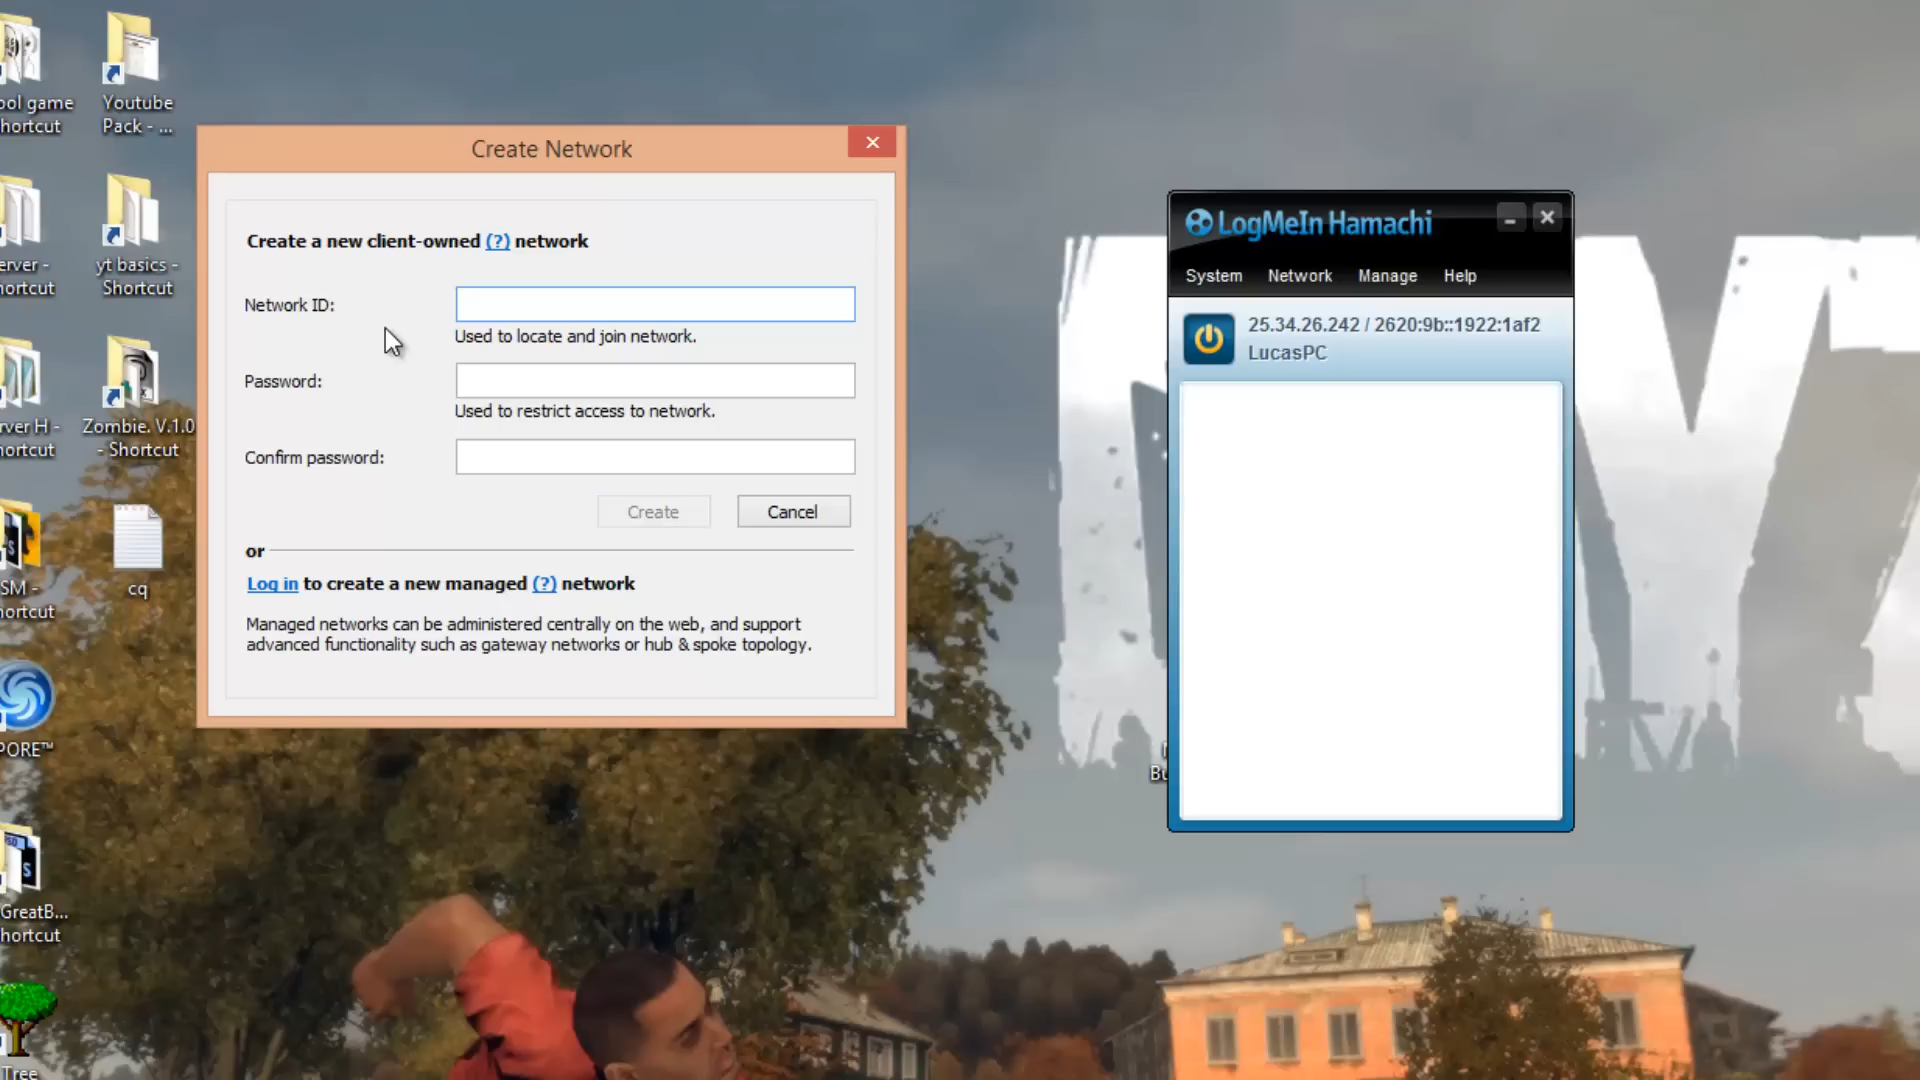 ool game
hortcut
Youtube
Pack - ...
erver -
ortcut
yt basics -
Shortcut
rver H -
ortcut
Zombie. V.1.0
- Shortcut
SM -
ortcut
cq
PORE™
GreatB...
hortcut
Tree
Create Network
Create a new client-owned (?) network
Network ID:
Used to locate and join network.
Password:
Used to restrict access to network.
Confirm password:
Create
Cancel
or
Log in to create a new managed (?) network
Managed networks can be administered centrally on the web, and support
advanced functionality such as gateway networks or hub & spoke topology.
LogMeIn Hamachi
System Network Manage Help
25.34.26.242 / 2620:9b::1922:1af2
LucasPC